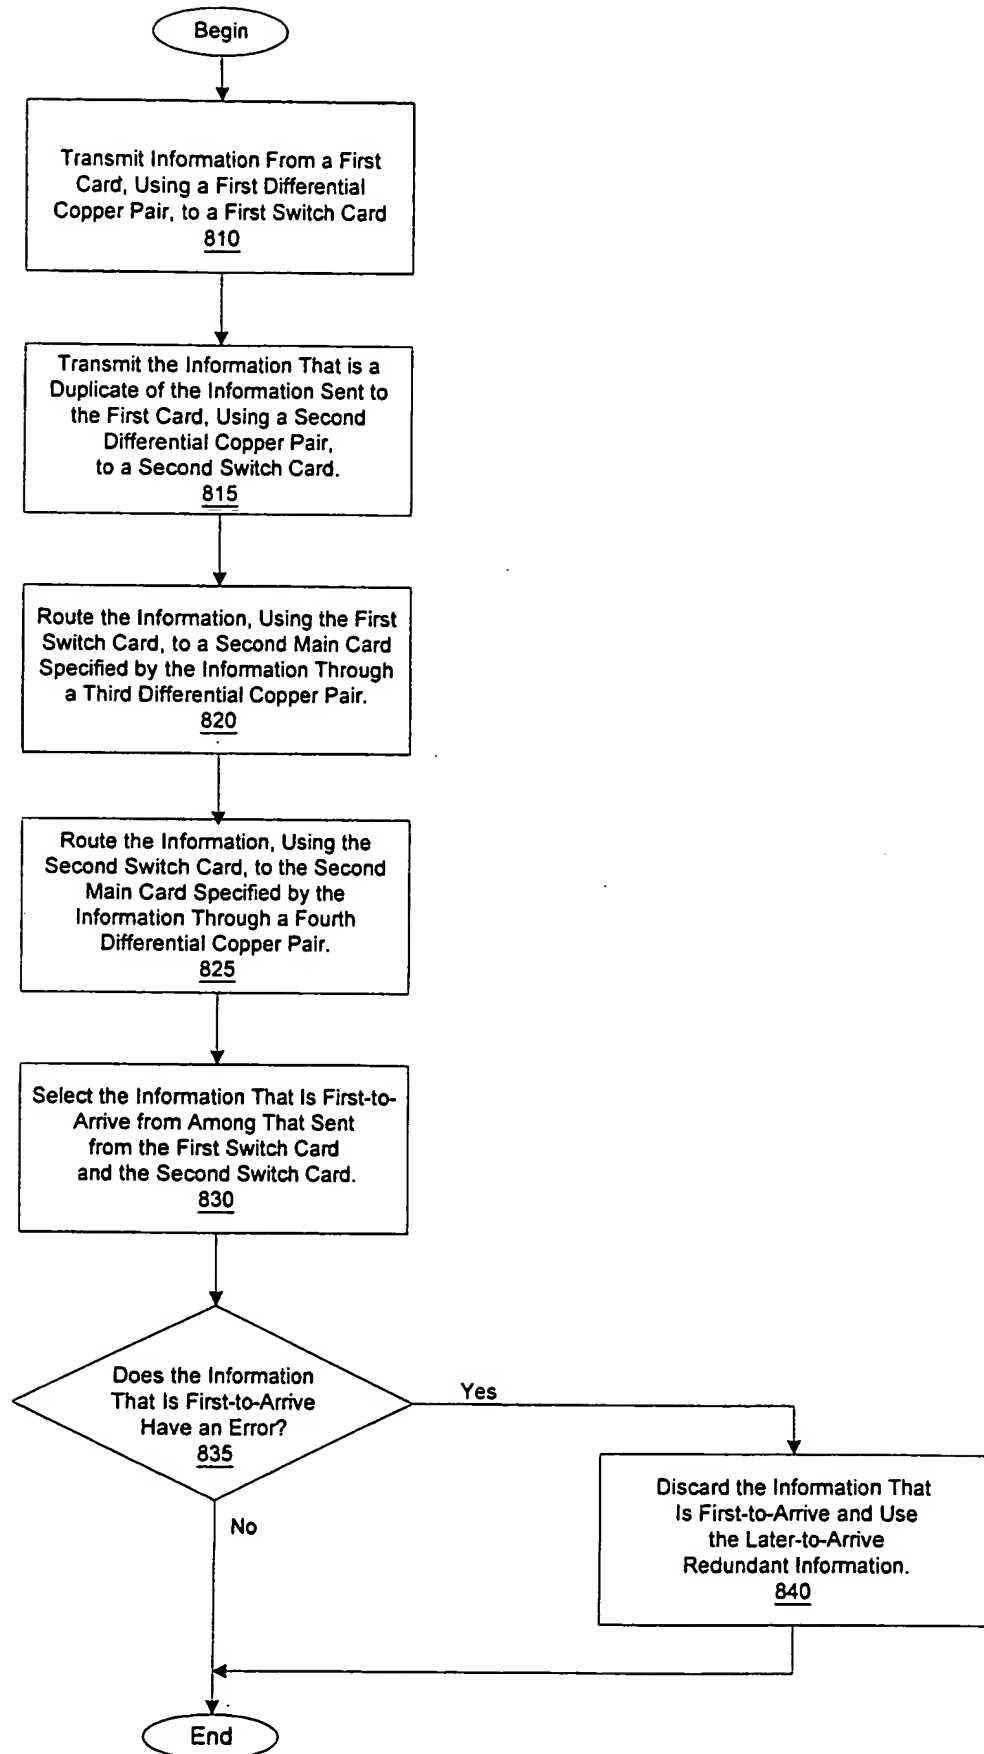 Begin
Transmit Information From a First
Card, Using a First Differential
Copper Pair, to a First Switch Card
810
Transmit the Information That is a
Duplicate of the Information Sent to
the First Card, Using a Second
Differential Copper Pair,
to a Second Switch Card.
815
Route the Information, Using the First
Switch Card, to a Second Main Card
Specified by the Information Through
a Third Differential Copper Pair.
820
Route the Information, Using the
Second Switch Card, to the Second
Main Card Specified by the
Information Through a Fourth
Differential Copper Pair.
825
Select the Information That Is First-to-
Arrive from Among That Sent
from the First Switch Card
and the Second Switch Card.
830
Does the Information
That Is First-to-Arrive
Have an Error?
835
Yes
No
Discard the Information That
Is First-to-Arrive and Use
the Later-to-Arrive
Redundant Information.
840
End